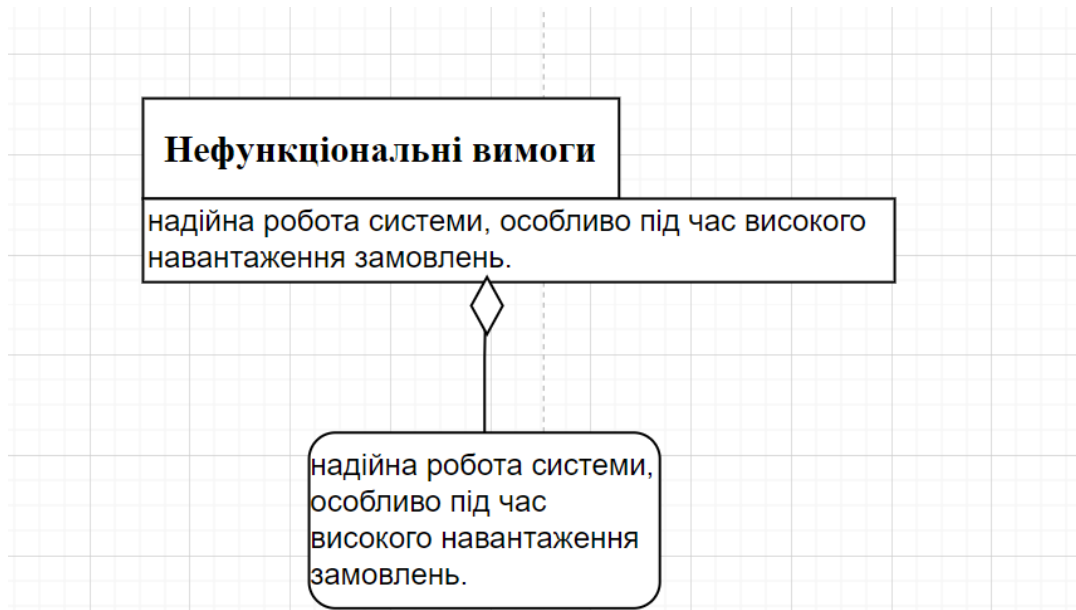 Нефункціональні вимоги
надійна робота системи, особливо під час високого
навантаження замовлень.
надійна робота системи,
особливо під час
високого навантаження
замовлень.